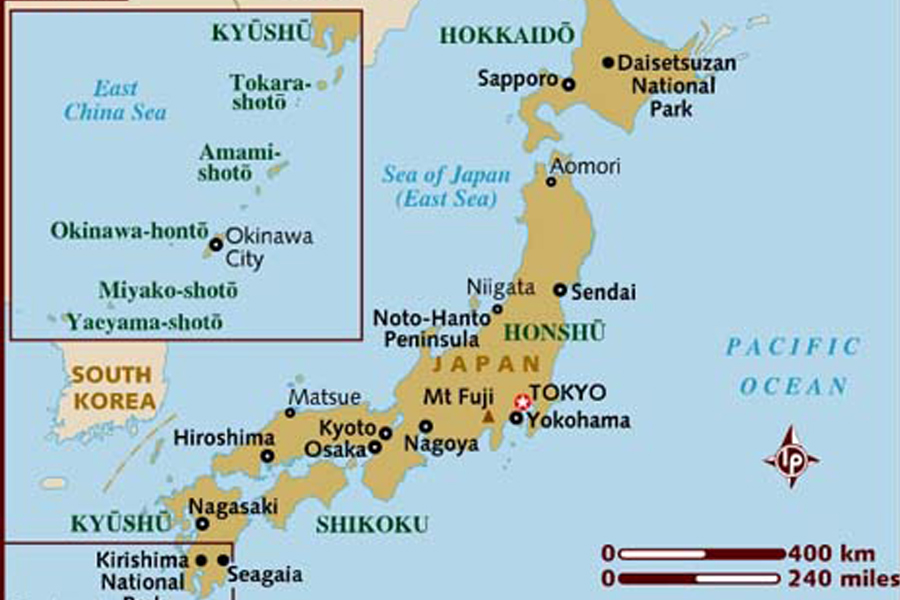 KYŪSHŪ
East
China Sea
Tokara-
shotō
Amami-
shotō
Okinawa-hontō
Okinawa
City
Miyako-shotō
Yaeyama-shotō
HOKKAIDŌ
Sapporo
Daisetsuzan
National
Park
Sea of Japan
(East Sea)
Aomori
Niigata
Sendai
Noto-Hanto
Peninsula
HONSHŪ
JAPAN
PACIFIC
OCEAN
SOUTH
KOREA
Matsue
Mt Fuji
TOKYO
Yokohama
Kyoto
Osaka
Nagoya
Hiroshima
Nagasaki
KYŪSHŪ
SHIKOKU
Kirishima
National
Park
Seagaia
LP
0 400 km
0 240 miles